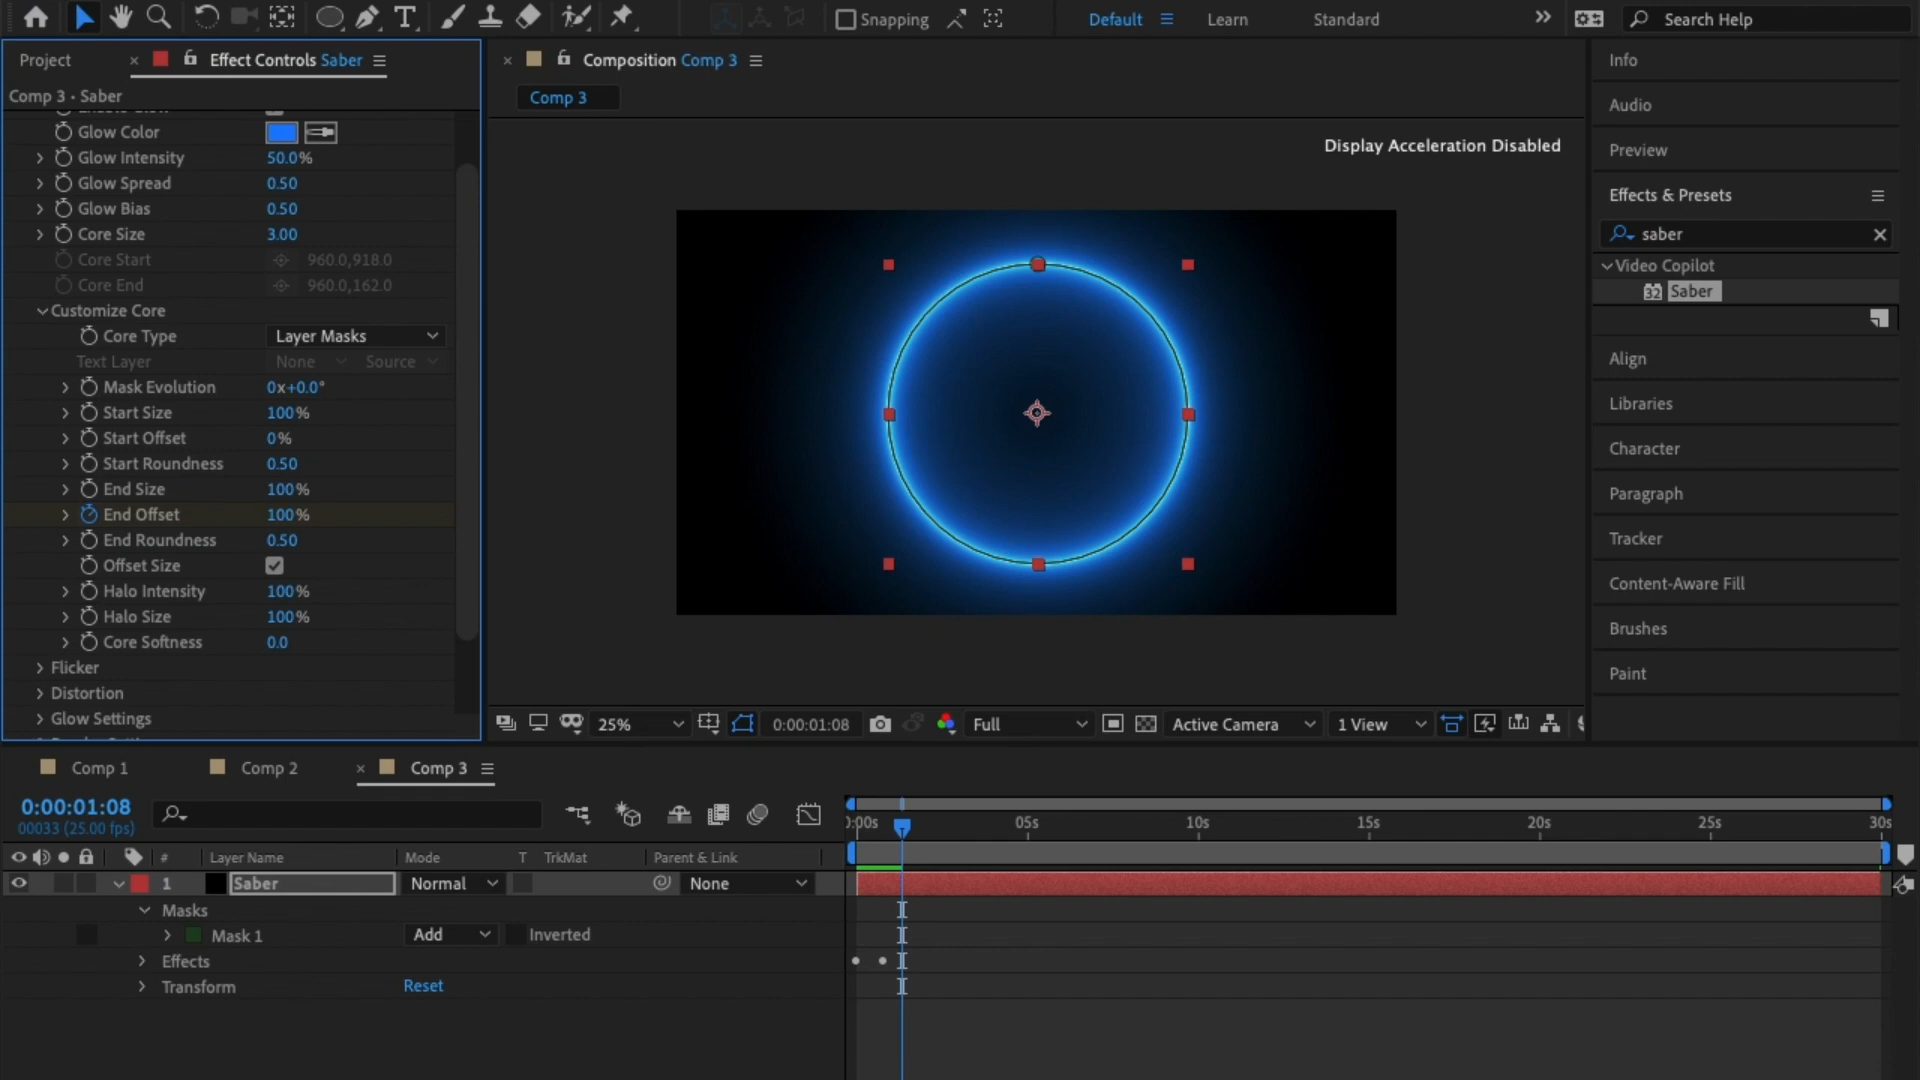 Snapping
Default
Learn
Standard
Search Help
Project
Effect Controls Saber
Comp 3 • Saber
Glow Color
Glow Intensity 50.0%
Glow Spread 0.50
Glow Bias 0.50
Core Size 3.00
Core Start 960.0,918.0
Core End 960.0,162.0
Customize Core
Core Type Layer Masks
Text Layer None Source
Mask Evolution 0x+0.0°
Start Size 100%
Start Offset 0%
Start Roundness 0.50
End Size 100%
End Offset 100%
End Roundness 0.50
Offset Size
Halo Intensity 100%
Halo Size 100%
Core Softness 0.0
Flicker
Distortion
Glow Settings
Composition Comp 3
Comp 3
Display Acceleration Disabled
25%
0:00:01:08
Full
Active Camera
1 View
Info
Audio
Preview
Effects & Presets
saber
Video Copilot
32 Saber
Align
Libraries
Character
Paragraph
Tracker
Content-Aware Fill
Brushes
Paint
Comp 1
Comp 2
Comp 3
0:00:01:08
00033 (25.00 fps)
# Layer Name Mode T TrkMat Parent & Link
1 Saber Normal None
Masks
Mask 1 Add Inverted
Effects
Transform Reset
):00s 05s 10s 15s 20s 25s 30s